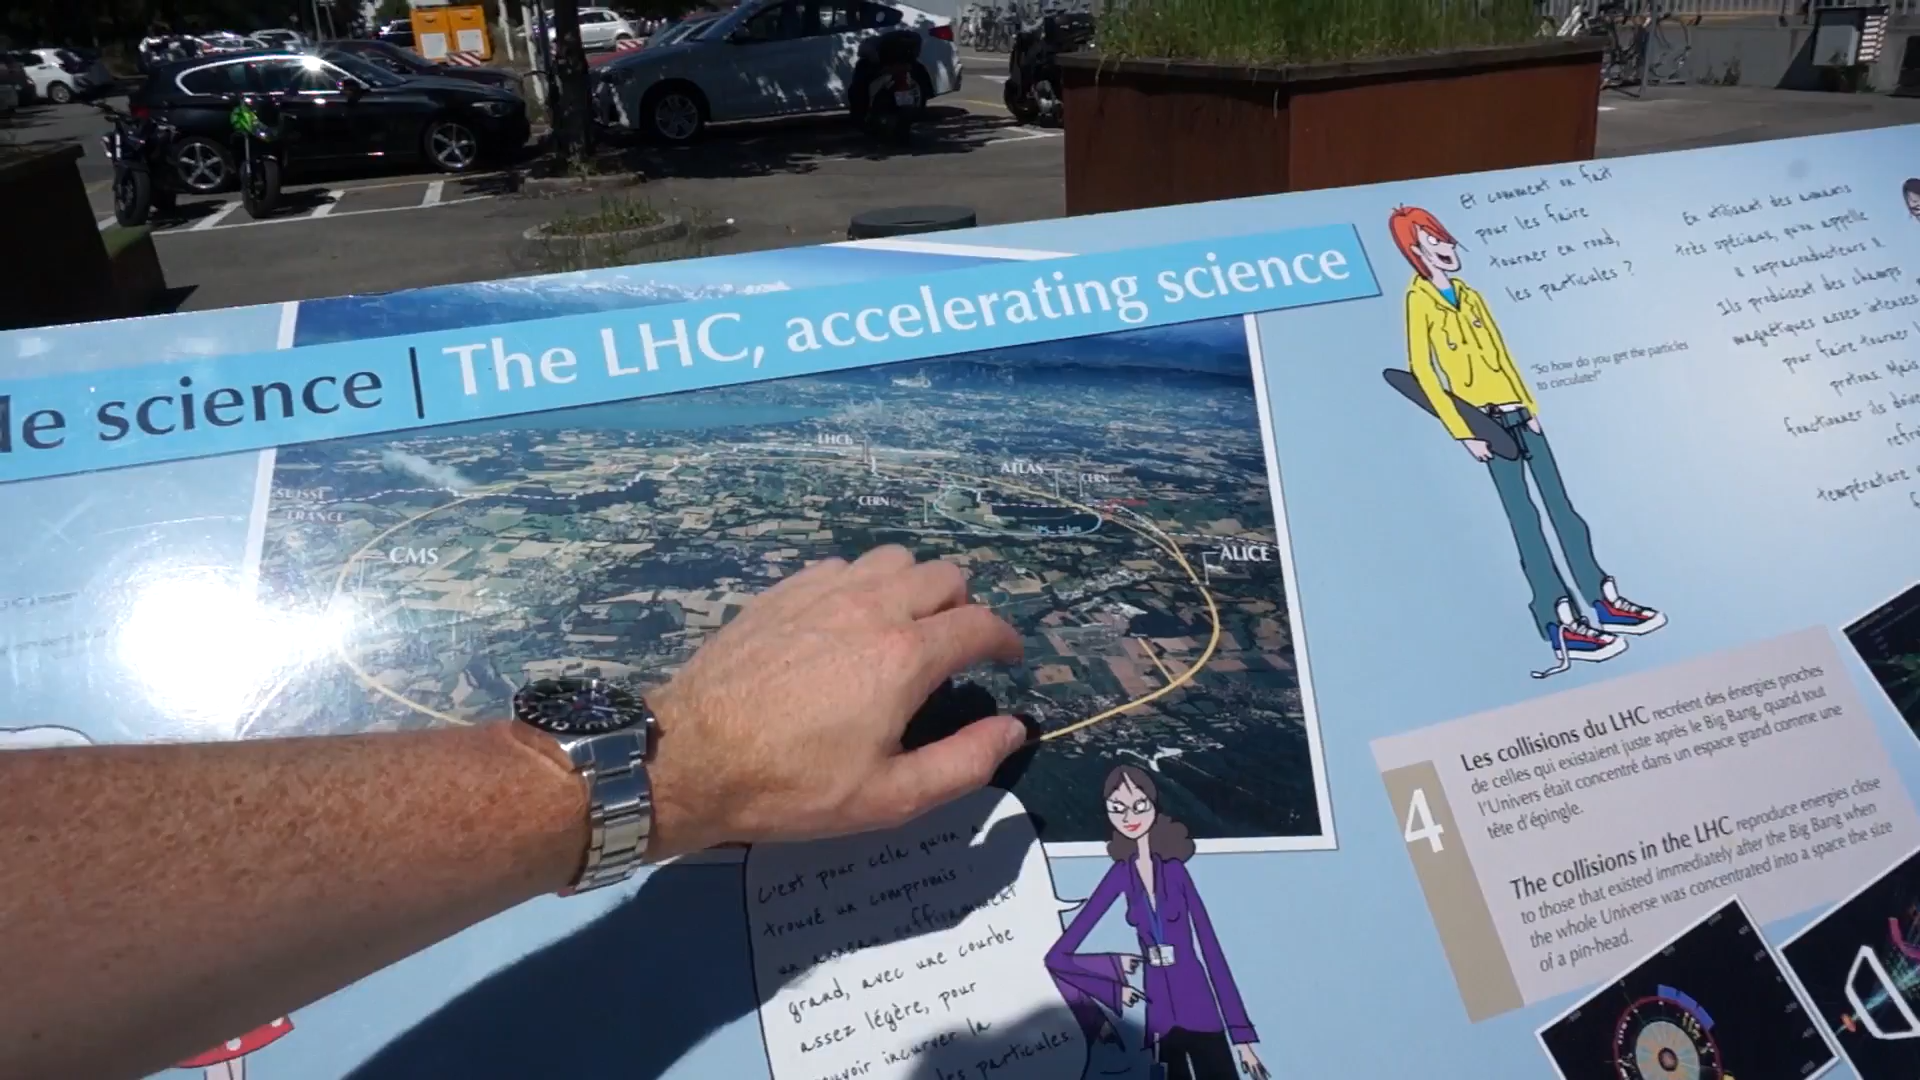 de science | The LHC, accelerating science
LHCb
ATLAS
CERN
CERN
SUISSE
FRANCE
CMS
ALICE
Et comment on fait
pour les faire
tourner en rond,
les particules ?
"So how do you get the particles
to circulate?"
En utilisant des aimants
très spéciaux, qu'on appelle
supraconducteurs
Ils produisent des champs
magnétiques assez intenses
pour faire tourner
protons. Mais
fonctionner ils
température
C'est pour cela qu'on a
trouvé un compromis :
un anneau suffisamment
grand, avec une courbe
assez légère, pour
pouvoir incurver la
des particules.
4
Les collisions du LHC recréent des énergies proches
de celles qui existaient juste après le Big Bang, quand tout
l'Univers était concentré dans un espace grand comme une
tête d'épingle.
The collisions in the LHC reproduce energies close
to those that existed immediately after the Big Bang when
the whole Universe was concentrated into a space the size
of a pin-head.